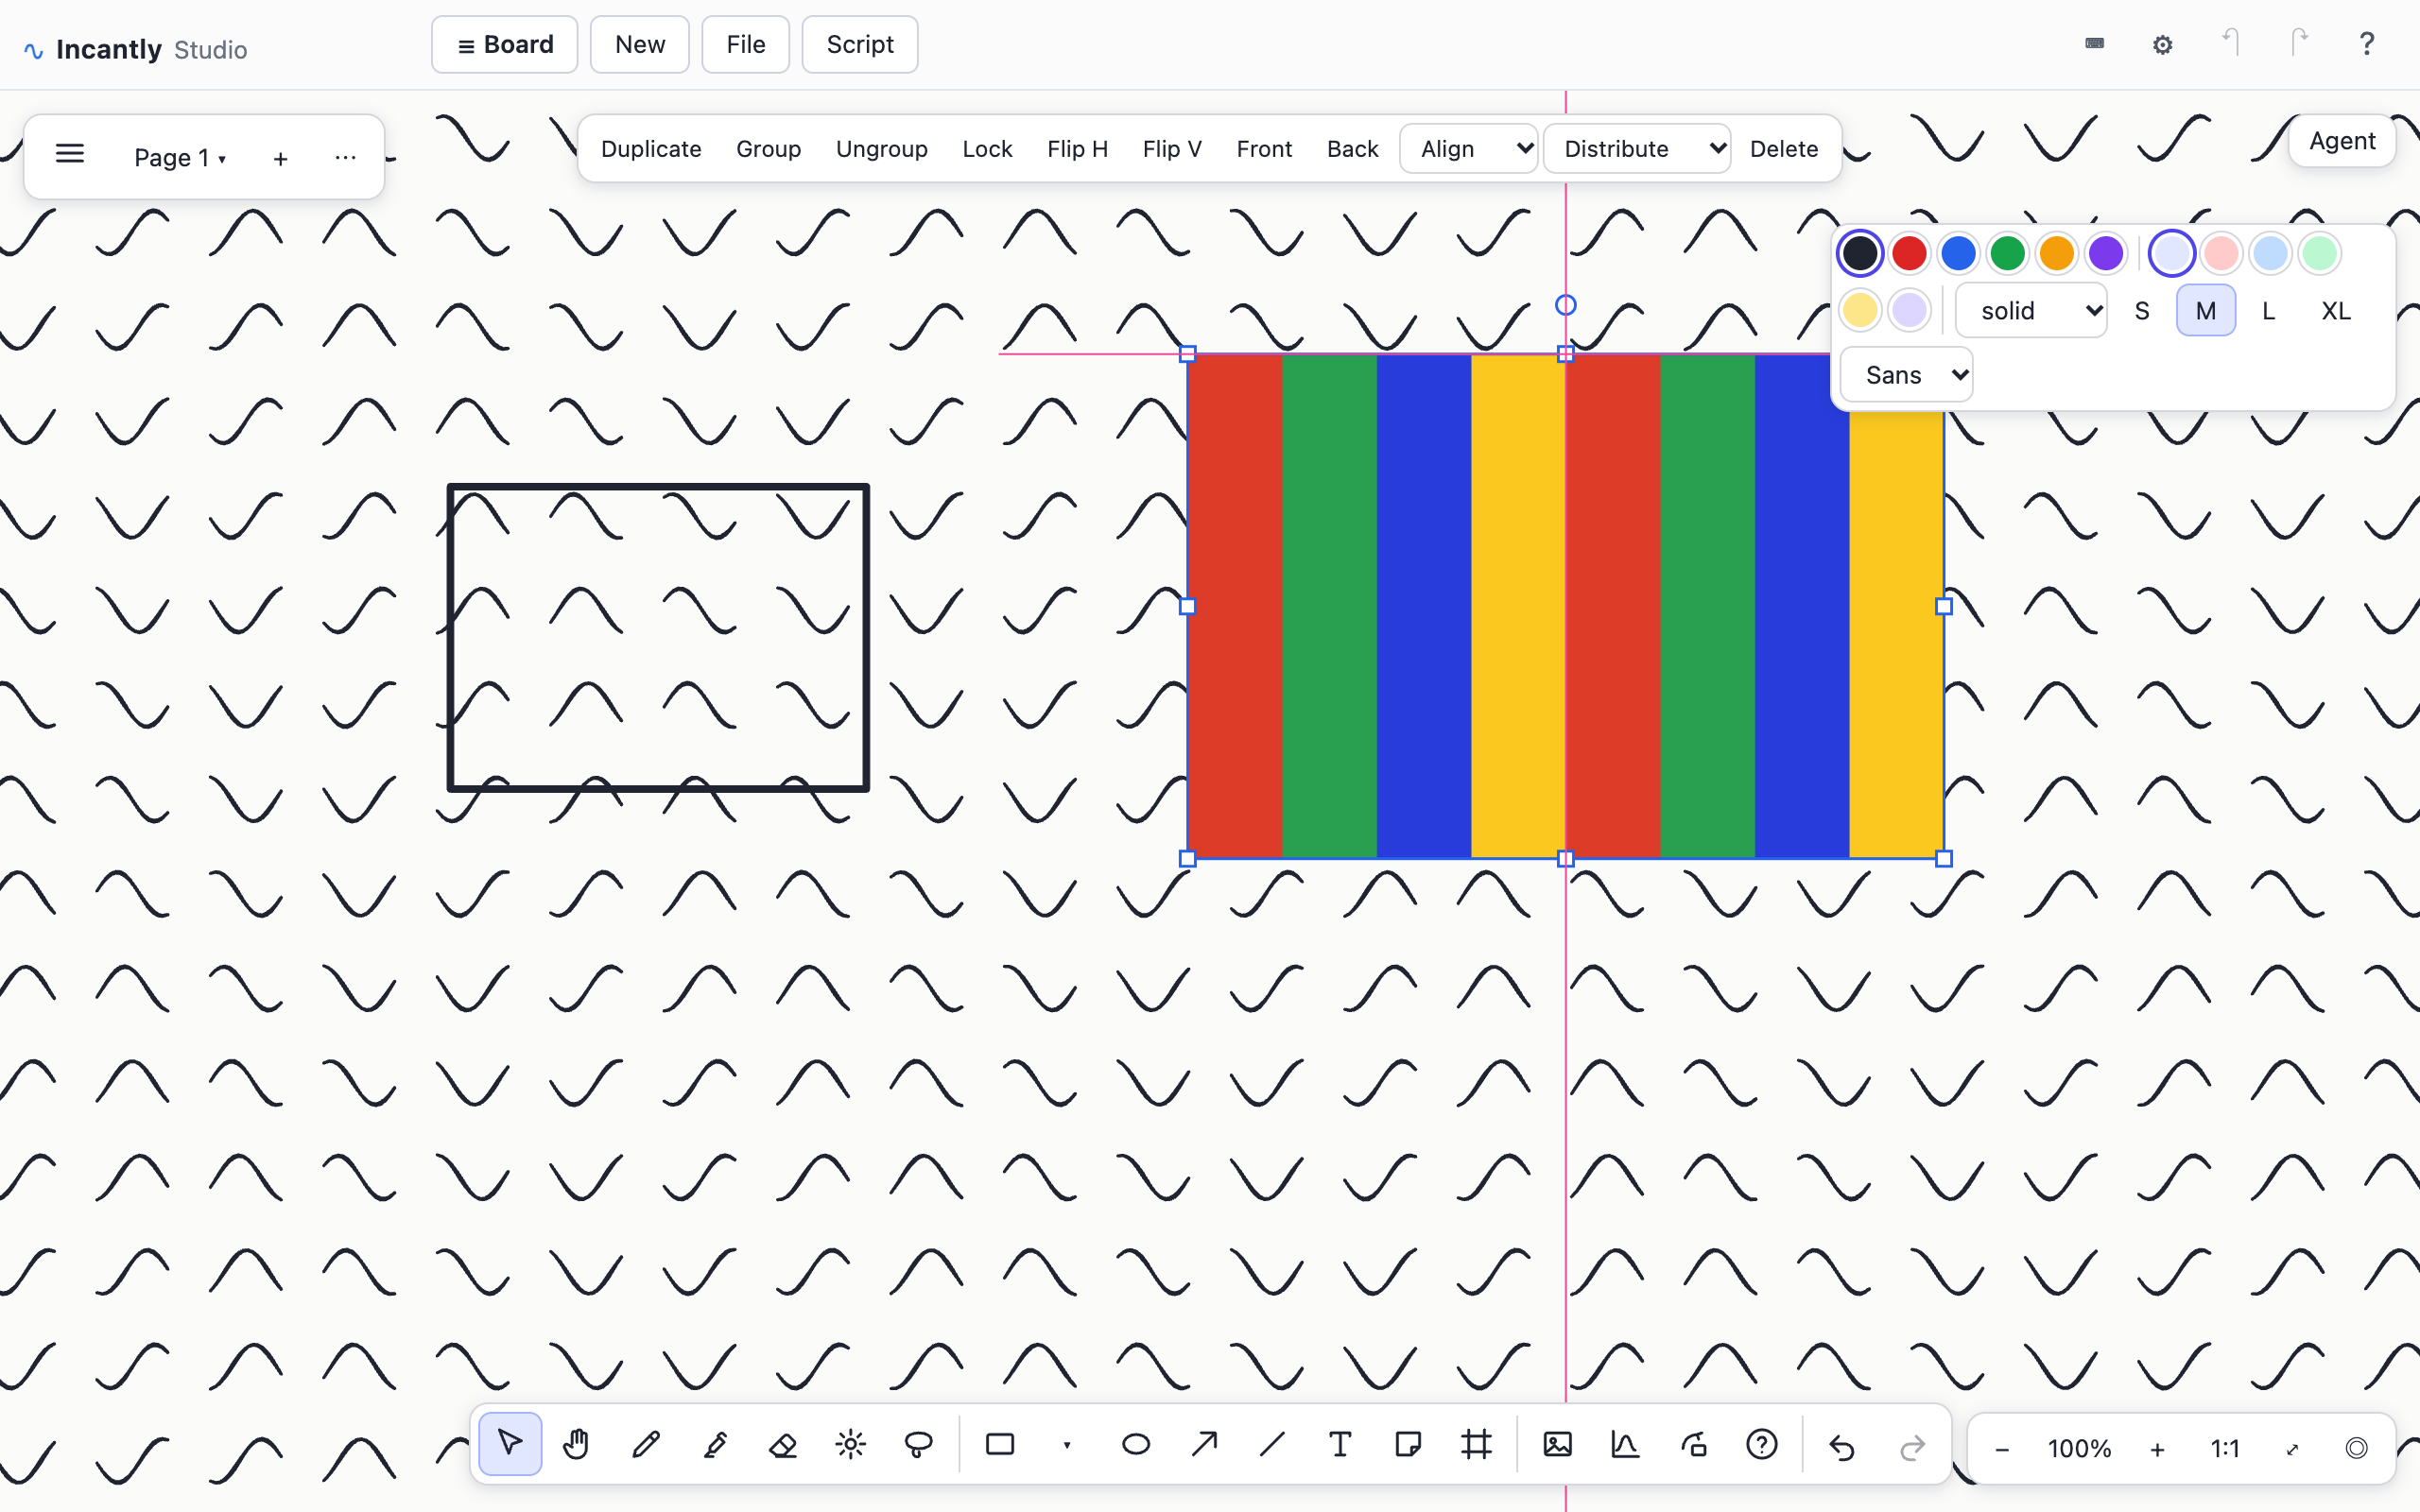 Incantly Studio
≡ Board
New
File
Script
?
Page 1
+
...
Duplicate
Group
Ungroup
Lock
Flip H
Flip V
Front
Back
Align
Distribute
Delete
Agent
solid
S
M
L
XL
Sans
−
100%
+
1:1